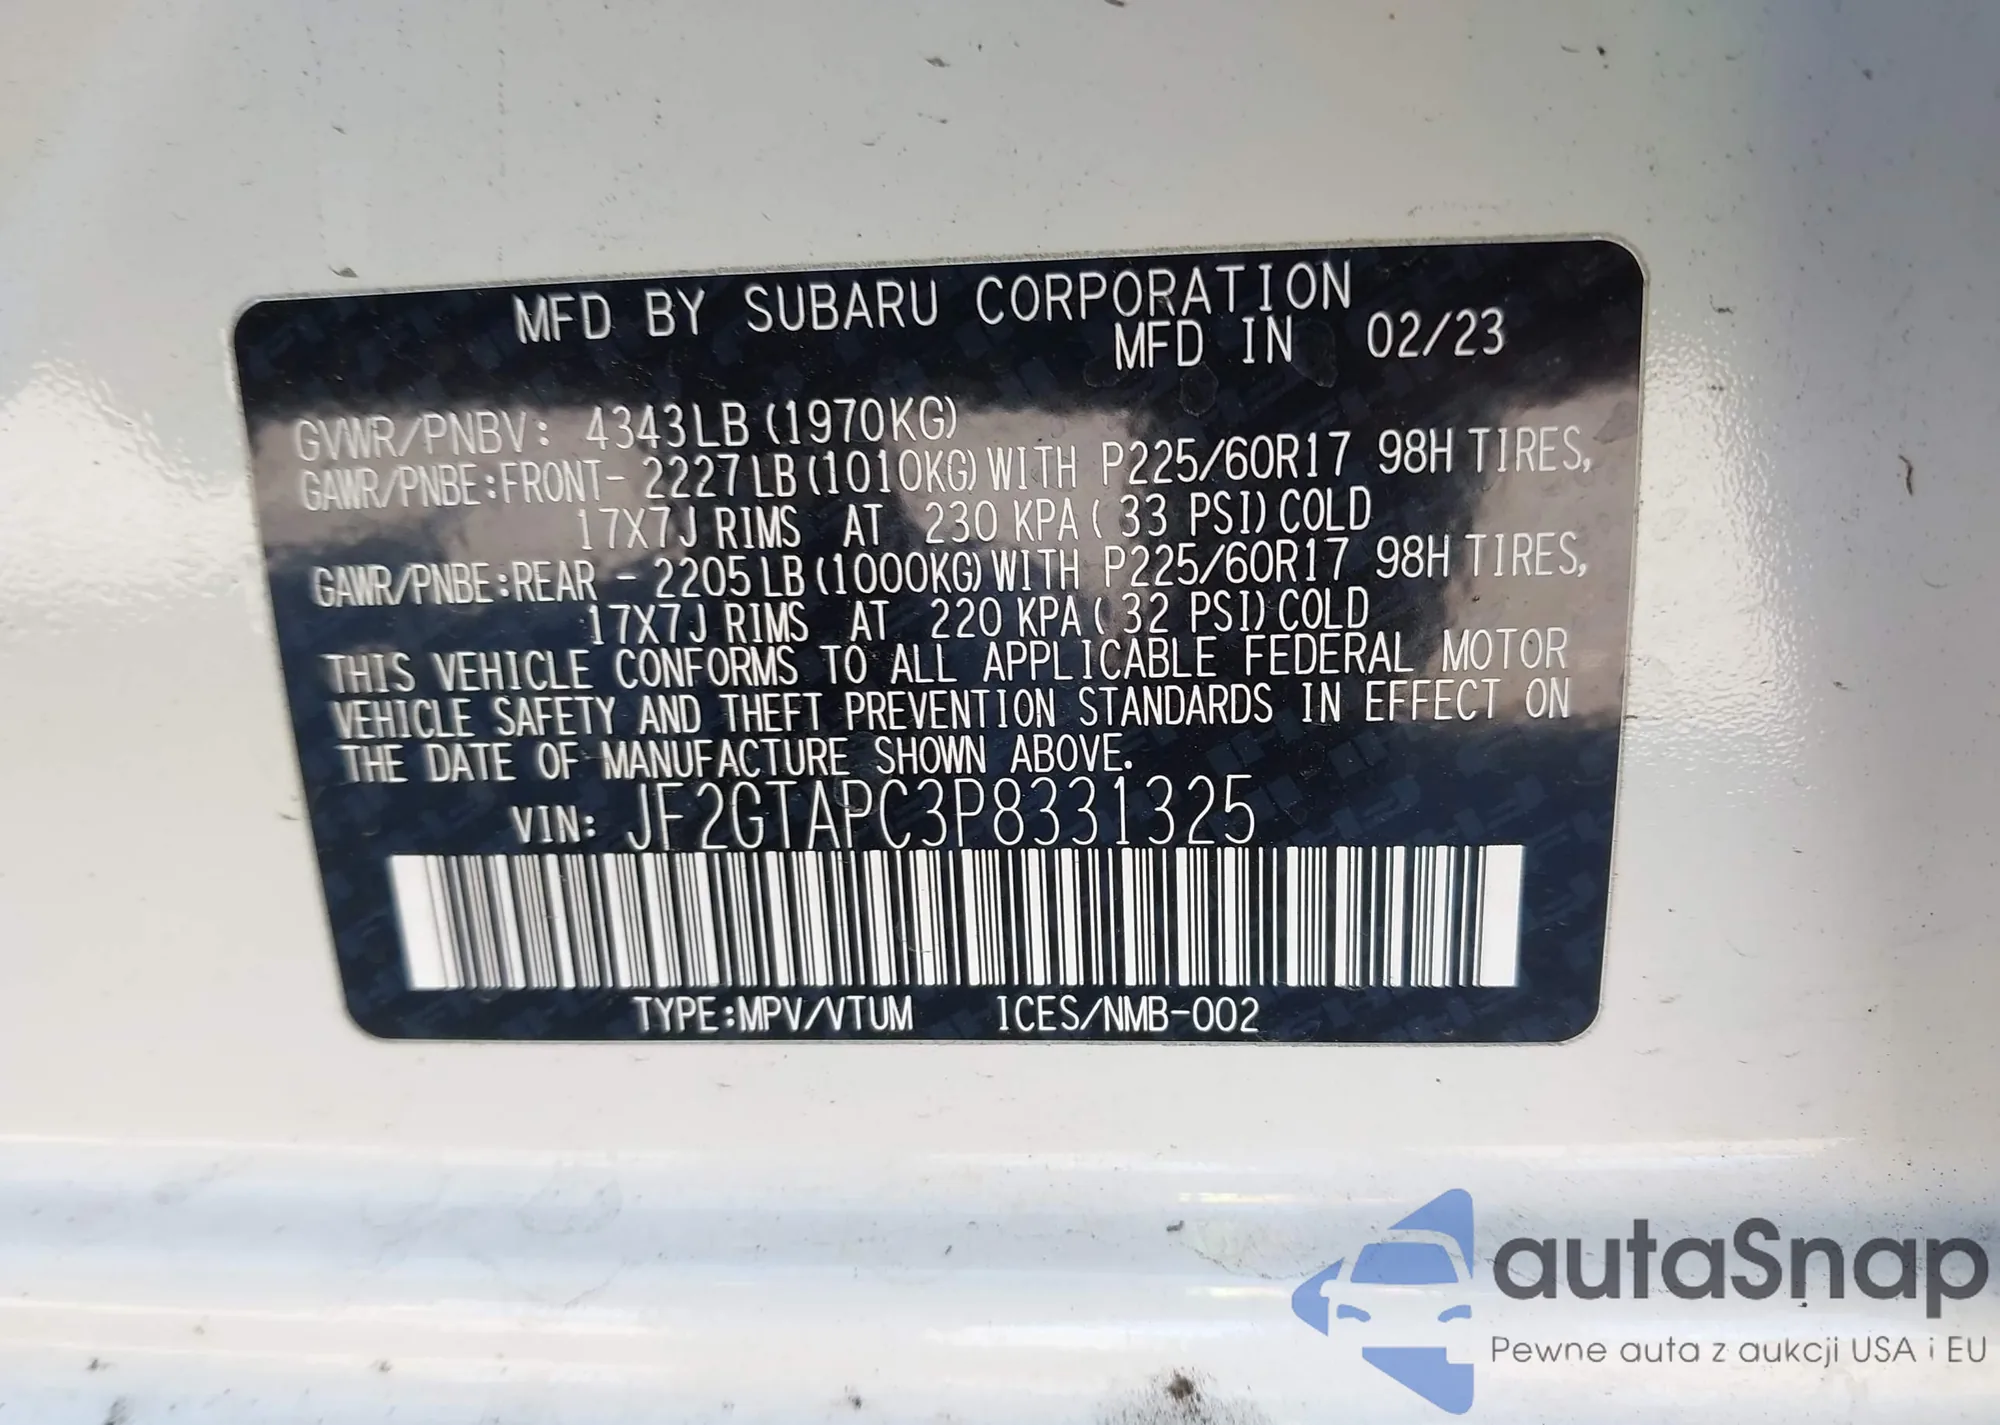 MFD BY SUBARU CORPORATION
MFD IN 02/23
GVWR/PNBV: 4343LB (1970KG)
GAWR/PNBE:FRONT- 2227LB (1010KG) WITH P225/60R17 98H TIRES,
17X7J RIMS AT 230 KPA( 33 PSI) COLD
GAWR/PNBE:REAR - 2205LB (1000KG) WITH P225/60R17 98H TIRES,
17X7J RIMS AT 220 KPA( 32 PSI) COLD
THIS VEHICLE CONFORMS TO ALL APPLICABLE FEDERAL MOTOR
VEHICLE SAFETY AND THEFT PREVENTION STANDARDS IN EFFECT ON
THE DATE OF MANUFACTURE SHOWN ABOVE.
VIN: JF2GTAPC3P8331325
TYPE:MPV/VTUM ICES/NMB-002
autaSnap
Pewne auta z aukcji USA i EU